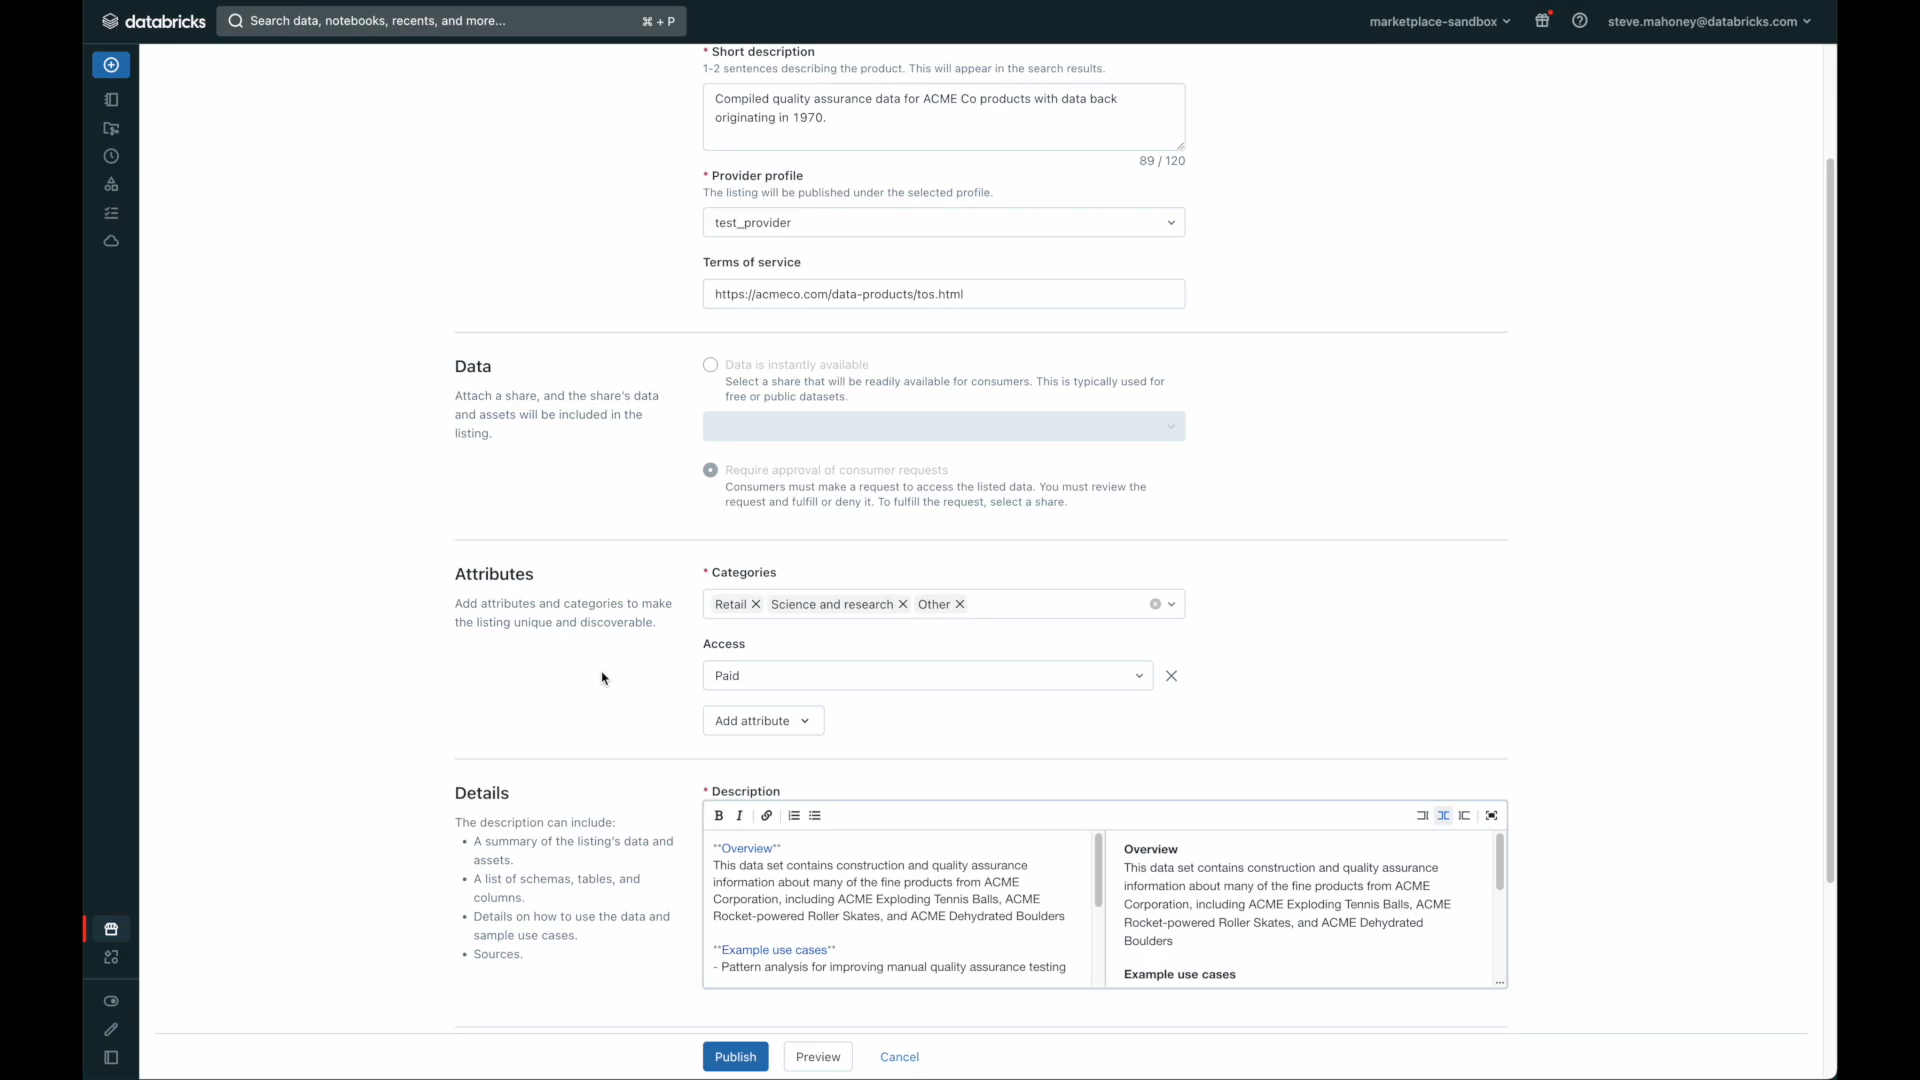 databricks
Search data, notebooks, recents, and more...
⌘ + P
marketplace-sandbox
steve.mahoney@databricks.com
* Short description
1-2 sentences describing the product. This will appear in the search results.
Compiled quality assurance data for ACME Co products with data back
originating in 1970.
89 / 120
* Provider profile
The listing will be published under the selected profile.
test_provider
Terms of service
https://acmeco.com/data-products/tos.html
Data
Attach a share, and the share's data
and assets will be included in the
listing.
Data is instantly available
Select a share that will be readily available for consumers. This is typically used for
free or public datasets.
Require approval of consumer requests
Consumers must make a request to access the listed data. You must review the
request and fulfill or deny it. To fulfill the request, select a share.
Attributes
Add attributes and categories to make
the listing unique and discoverable.
* Categories
Retail
Science and research
Other
Access
Paid
Add attribute
Details
The description can include:
• A summary of the listing's data and
assets.
• A list of schemas, tables, and
columns.
• Details on how to use the data and
sample use cases.
• Sources.
* Description
B I
**Overview**
This data set contains construction and quality assurance
information about many of the fine products from ACME
Corporation, including ACME Exploding Tennis Balls, ACME
Rocket-powered Roller Skates, and ACME Dehydrated Boulders
**Example use cases**
- Pattern analysis for improving manual quality assurance testing
Overview
This data set contains construction and quality assurance
information about many of the fine products from ACME
Corporation, including ACME Exploding Tennis Balls, ACME
Rocket-powered Roller Skates, and ACME Dehydrated
Boulders
Example use cases
Publish
Preview
Cancel